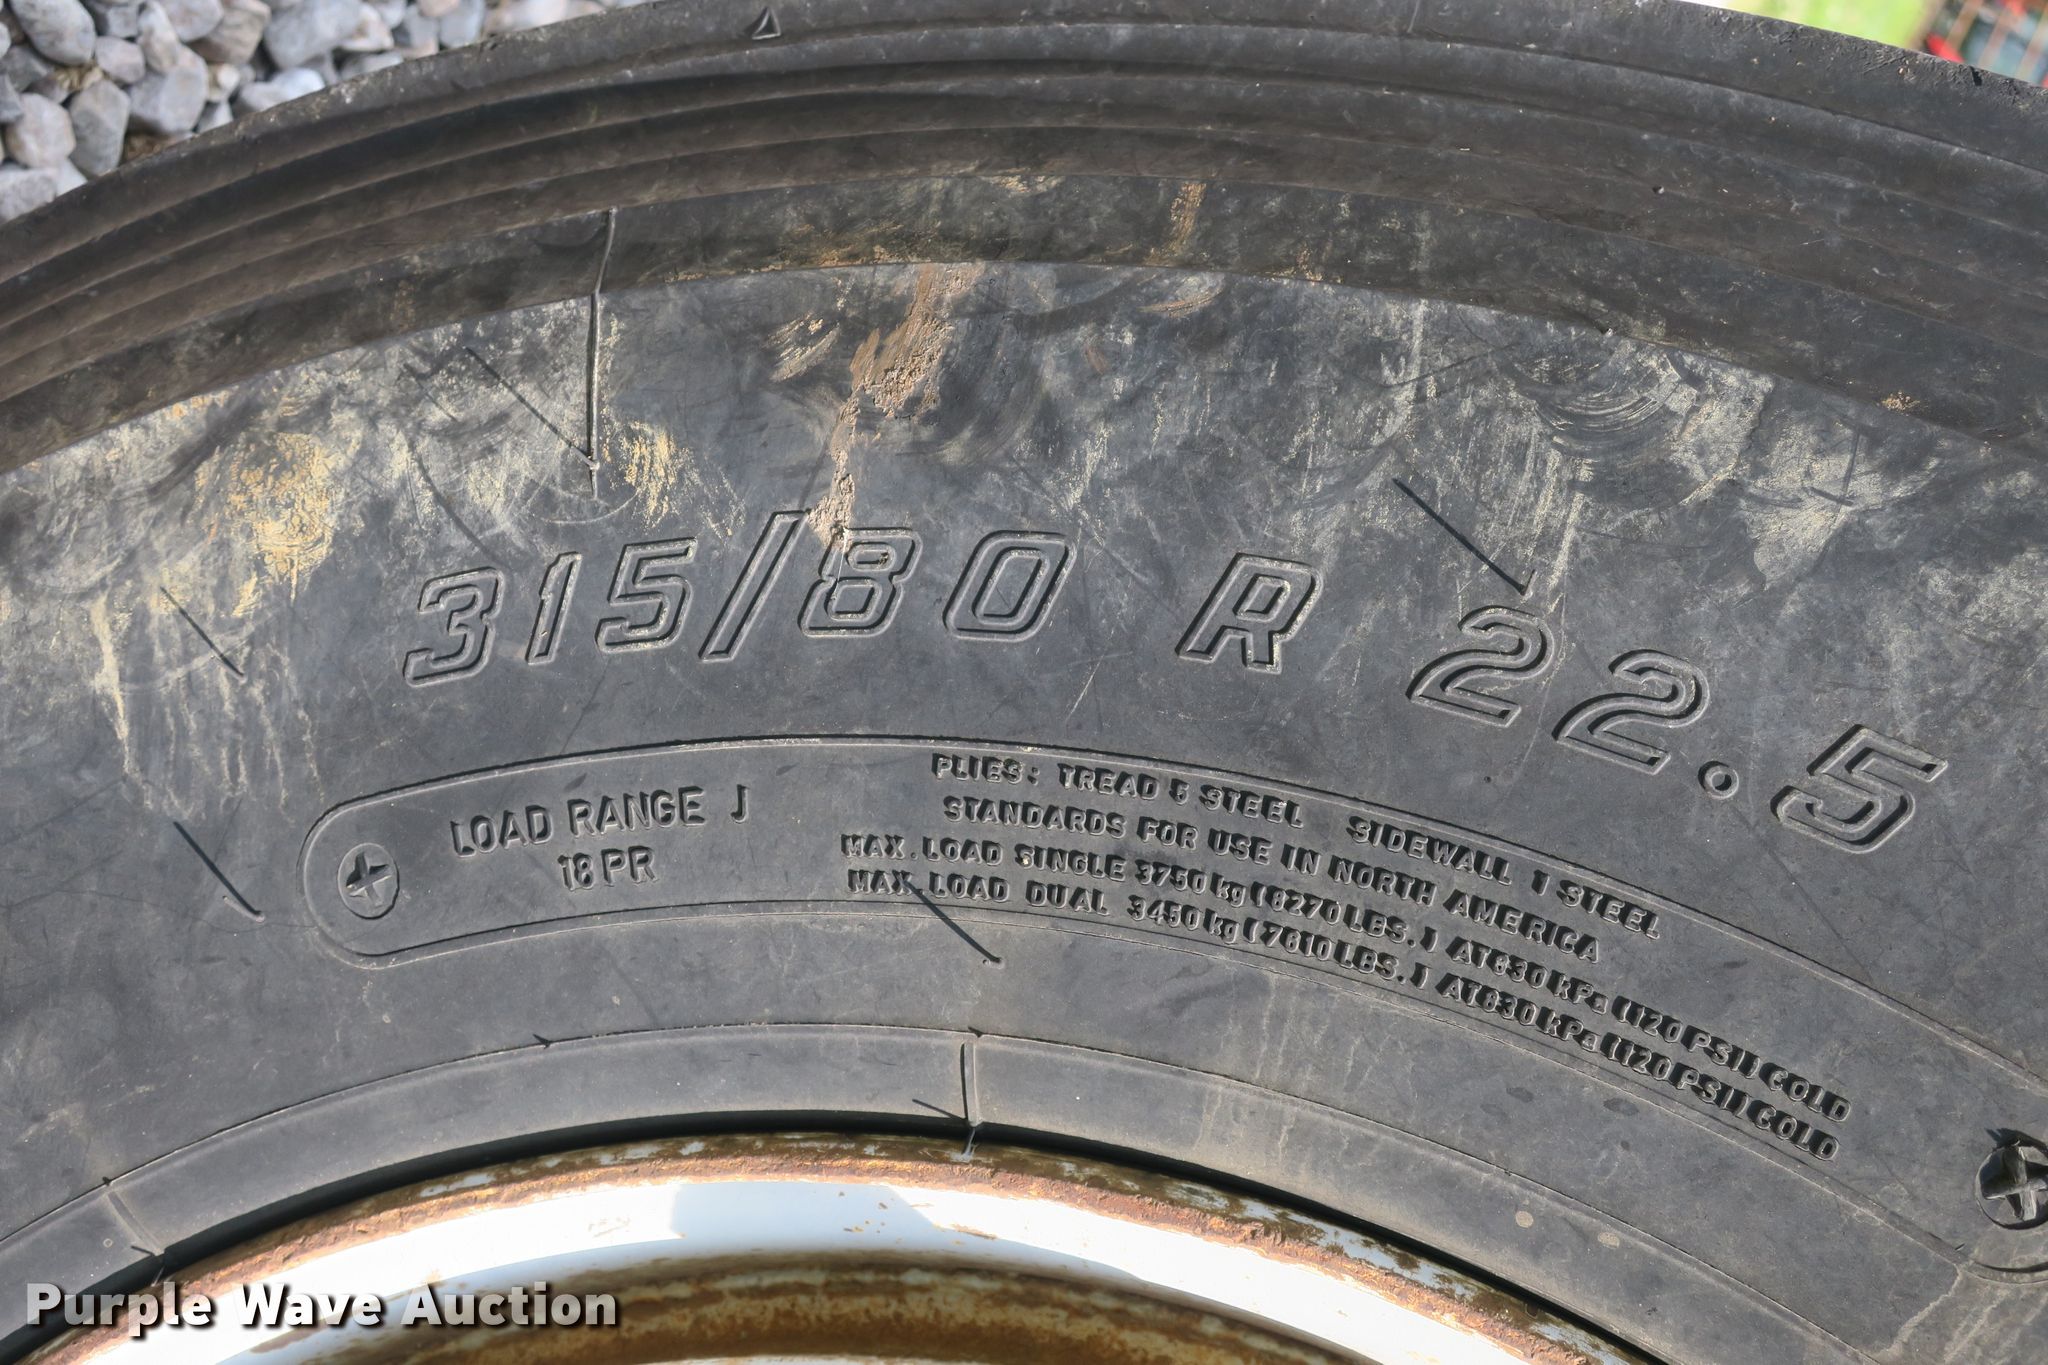 315/80 R 22.5
LOAD RANGE J
18 PR
PLIES: TREAD 5 STEEL SIDEWALL 1 STEEL
STANDARDS FOR USE IN NORTH AMERICA
MAX. LOAD SINGLE 3750 kg (8270 LBS.) AT 830 kPa (120 PSI) COLD
MAX. LOAD DUAL 3450 kg (7610 LBS.) AT 830 kPa (120 PSI) COLD
Purple Wave Auction